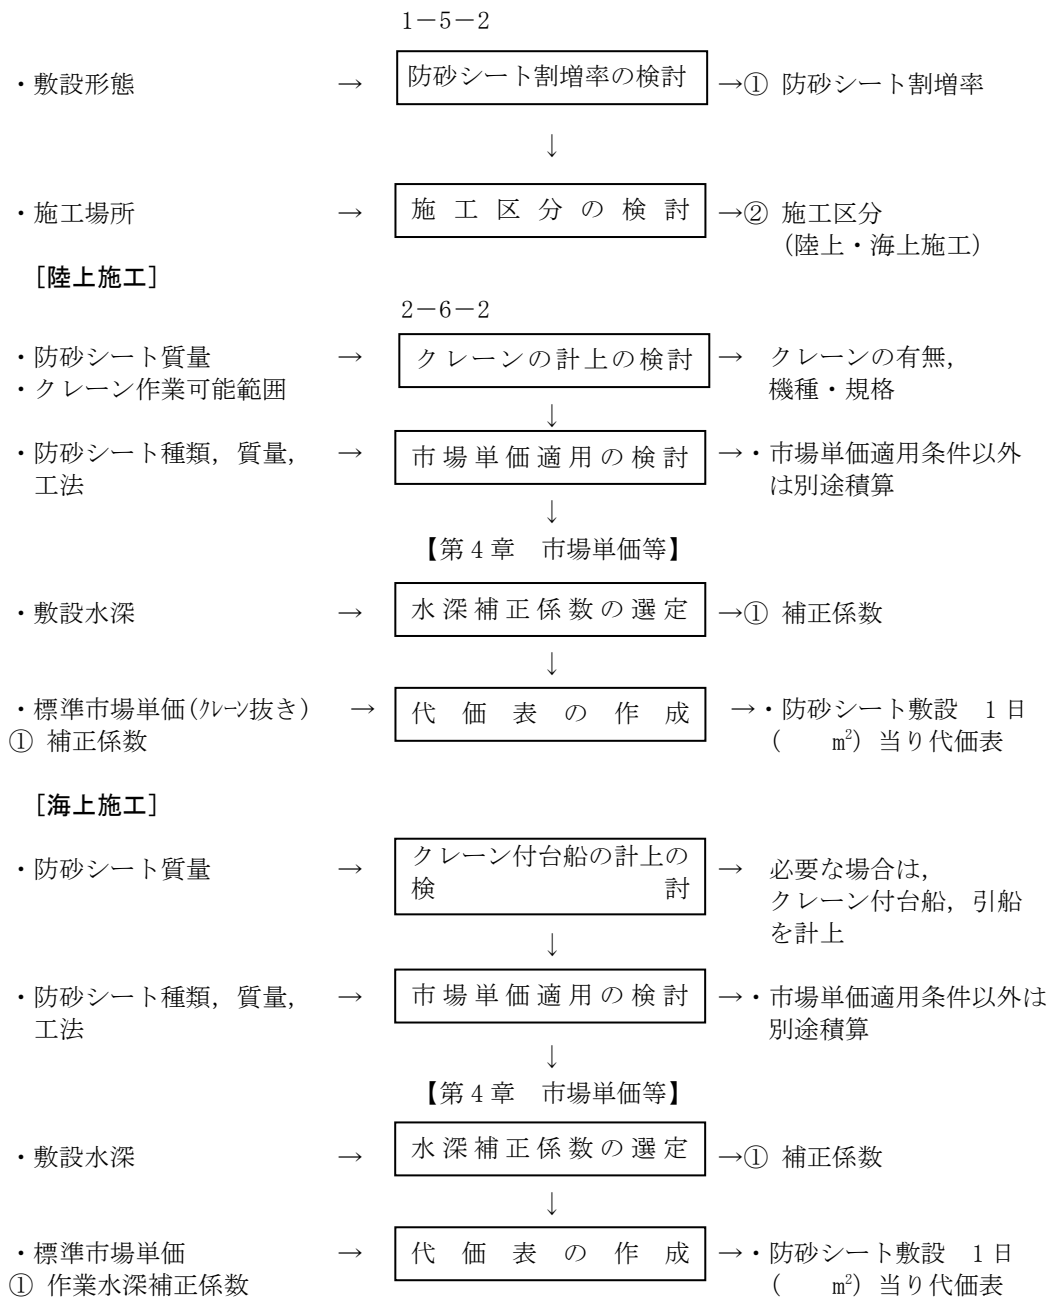 1－5－2
・敷設形態 → 防砂シート割増率の検討 →① 防砂シート割増率
↓
・施工場所 → 施工区分の検討 →② 施工区分
(陸上・海上施工)
[陸上施工]
2－6－2
・防砂シート質量 → クレーンの計上の検討 → クレーンの有無，
・クレーン作業可能範囲 機種・規格
↓
・防砂シート種類，質量， → 市場単価適用の検討 →・市場単価適用条件以外
工法 は別途積算
↓
【第4章　市場単価等】
・敷設水深 → 水深補正係数の選定 →① 補正係数
↓
・標準市場単価(ｸﾚｰﾝ抜き) → 代価表の作成 →・防砂シート敷設　1日
① 補正係数 (　　m²) 当り代価表
[海上施工]
・防砂シート質量 → クレーン付台船の計上の → 必要な場合は，
検討 クレーン付台船，引船
を計上
↓
・防砂シート種類，質量， → 市場単価適用の検討 →・市場単価適用条件以外は
工法 別途積算
↓
【第4章　市場単価等】
・敷設水深 → 水深補正係数の選定 →① 補正係数
↓
・標準市場単価 → 代価表の作成 →・防砂シート敷設　1日
① 作業水深補正係数 (　　m²) 当り代価表